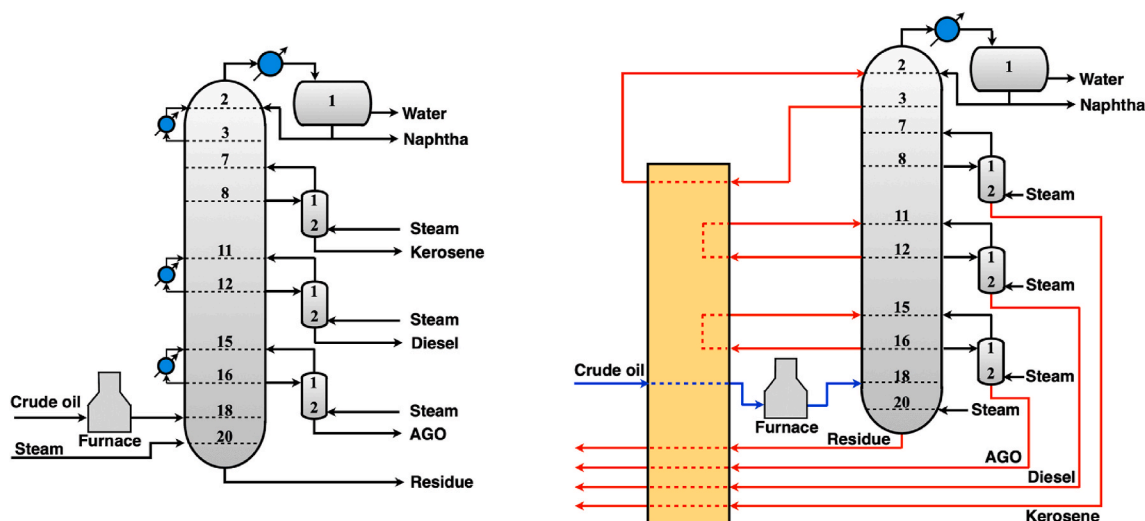 2
1
Water
3
Naphtha
7
8
1
2
Steam
Kerosene
11
12
1
2
Steam
Diesel
15
16
1
2
Crude oil
18
Steam
Furnace
20
AGO
Steam
Residue
2
1
Water
3
Naphtha
7
8
1
2
Steam
11
12
1
2
Steam
15
16
1
2
Crude oil
18
Steam
Furnace
20
Steam
Residue
AGO
Diesel
Kerosene